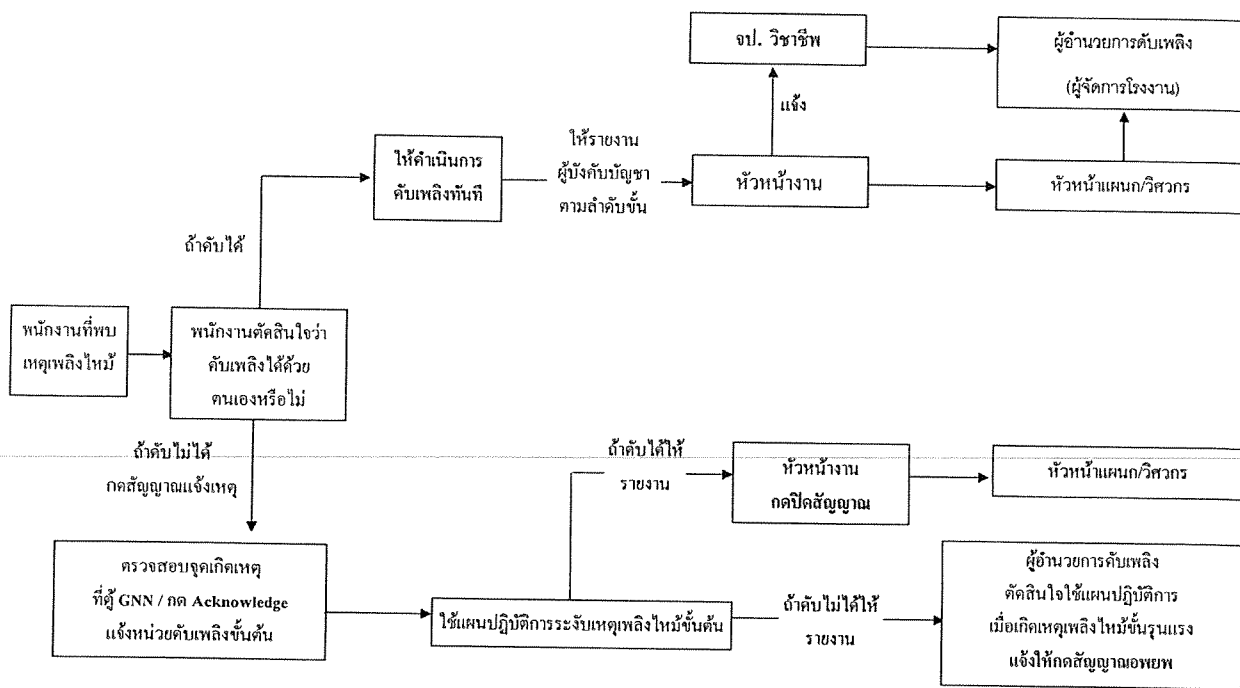 จป. วิชาชีพ
ผู้อำนวยการดับเพลิง
(ผู้จัดการโรงงาน)
แจ้ง
ให้ดำเนินการ
ดับเพลิงทันที
ให้รายงาน
ผู้บังคับบัญชา
ตามลำดับขั้น
หัวหน้างาน
หัวหน้าแผนก/วิศวกร
ถ้าดับได้
พนักงานที่พบ
เหตุเพลิงไหม้
พนักงานตัดสินใจว่า
ดับเพลิงได้ด้วย
ตนเองหรือไม่
ถ้าดับไม่ได้
กดสัญญาณแจ้งเหตุ
ถ้าดับได้ให้
รายงาน
หัวหน้างาน
กดปิดสัญญาณ
หัวหน้าแผนก/วิศวกร
ตรวจสอบจุดเกิดเหตุ
ที่ตู้ GNN / กด Acknowledge
แจ้งหน่วยดับเพลิงขั้นต้น
ใช้แผนปฏิบัติการระงับเหตุเพลิงไหม้ขั้นต้น
ถ้าดับไม่ได้ให้
รายงาน
ผู้อำนวยการดับเพลิง
ตัดสินใจใช้แผนปฏิบัติการ
เมื่อเกิดเหตุเพลิงไหม้ขั้นรุนแรง
แจ้งให้กดสัญญาณอพยพ